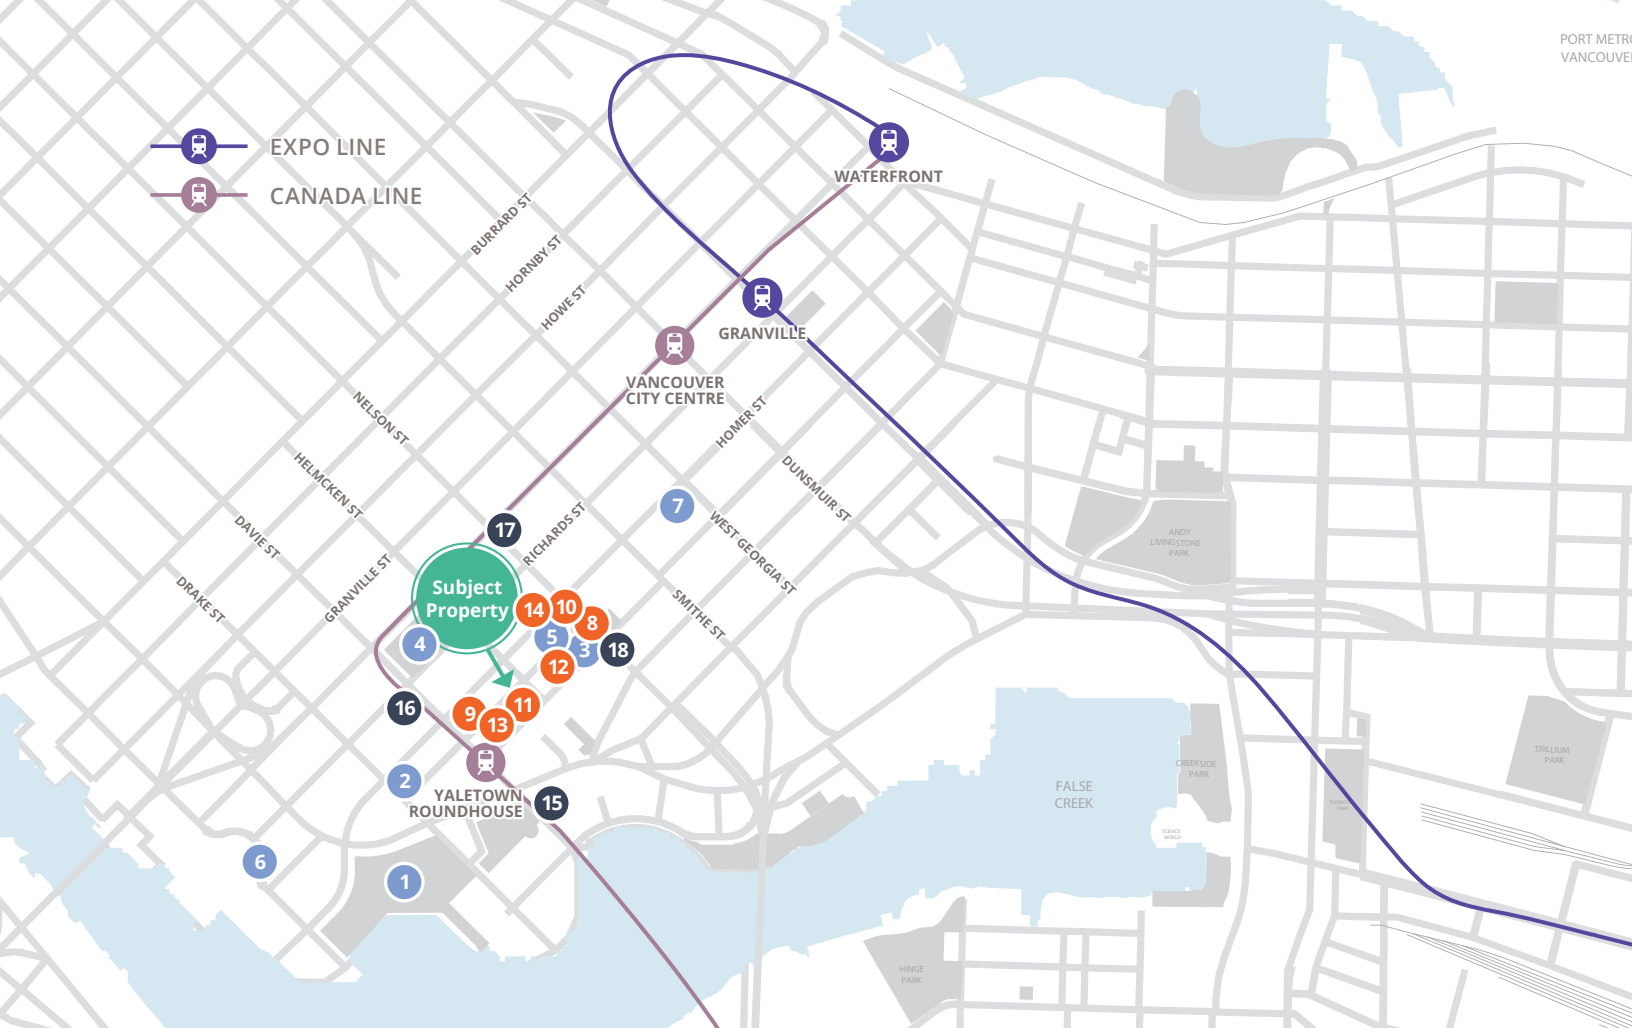 PORT METRO
VANCOUVER
EXPO LINE
CANADA LINE
WATERFRONT
BURRARD ST
HORNBY ST
HOWE ST
GRANVILLE
VANCOUVER
CITY CENTRE
NELSON ST
HOMER ST
HELMCKEN ST
DUNSMUIR ST
DAVIE ST
RICHARDS ST
WEST GEORGIA ST
GRANVILLE ST
DRAKE ST
SMITHE ST
7
17
Subject
Property
14
10
8
5
3
18
12
4
16
9
11
13
2
YALETOWN
ROUNDHOUSE
15
6
1
ANDY
LIVINGSTONE
PARK
TRILLIUM
PARK
CREEKSIDE
PARK
FALSE
CREEK
SCIENCE
WORLD
HINGE
PARK